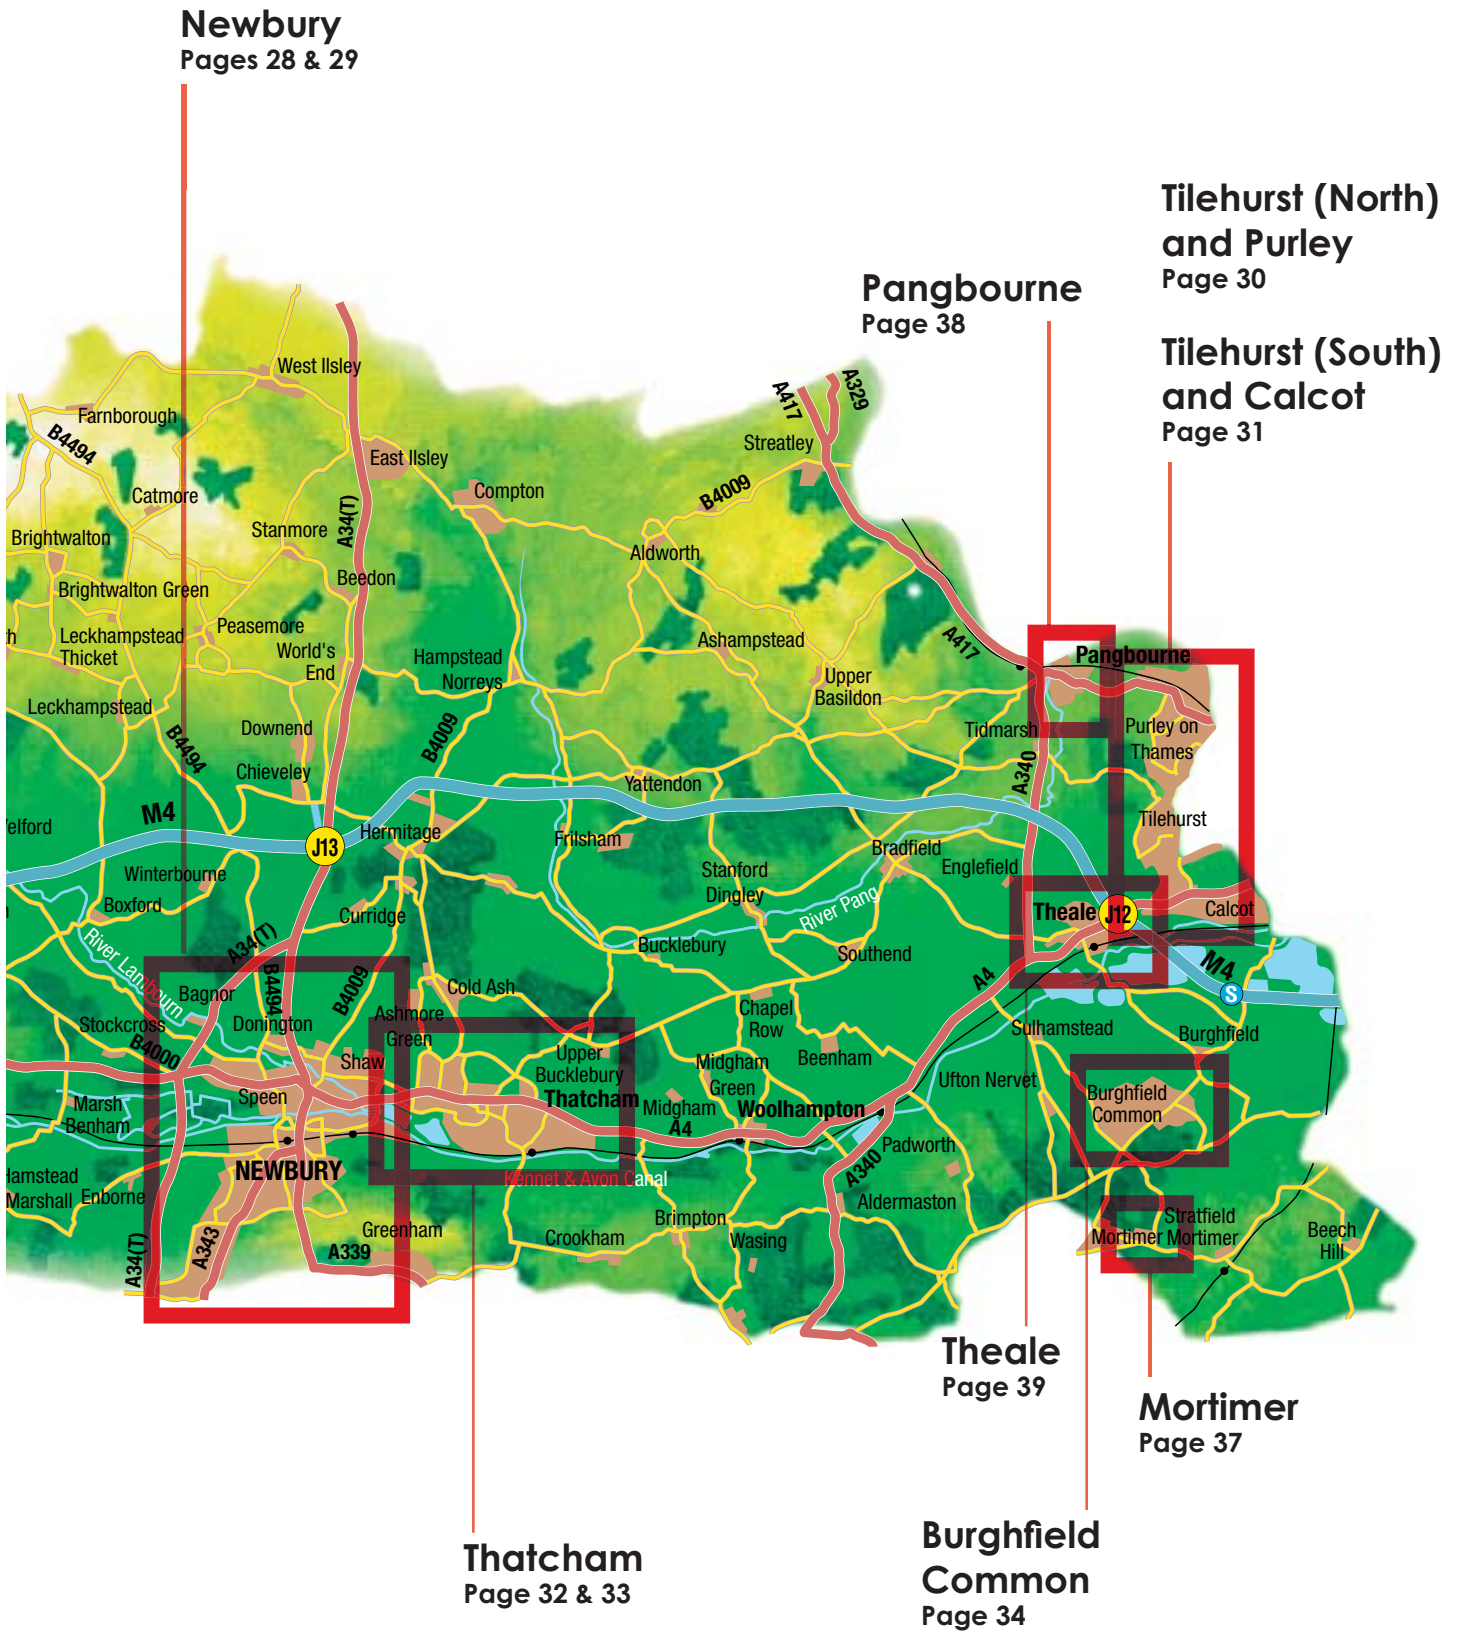 Newbury
Pages 28 & 29
Tilehurst (North)
and Purley
Page 30
Pangbourne
Page 38
Tilehurst (South)
and Calcot
Page 31
West Ilsley
A417
A329
Farnborough
B4494
Streatley
East Ilsley
Compton
B4009
Catmore
A34(T)
Stanmore
Brightwalton
Aldworth
Beedon
Brightwalton Green
Peasemore
Leckhampstead
Thicket
World's
End
Hampstead
Norreys
Ashampstead
A417
Pangbourne
Upper
Basildon
Leckhampstead
Downend
B4494
B4009
Tidmarsh
Purley on
Thames
Chieveley
A340
Yattendon
M4
elford
J13
Hermitage
Frilsham
Tilehurst
Bradfield
Winterbourne
Stanford
Dingley
Englefield
Boxford
Curridge
River Pang
Theale
J12
Calcot
A34(T)
River Lambourn
Bucklebury
Southend
M4
B4494
B4009
Bagnor
Cold Ash
A4
S
Ashmore
Green
Chapel
Row
Stockcross
Donington
Sulhamstead
Burghfield
B4000
Shaw
Upper
Bucklebury
Midgham
Green
Beenham
Ufton Nervet
Speen
Thatcham
Burghfield
Common
Marsh
Benham
Midgham
Woolhampton
A4
Padworth
NEWBURY
Kennet & Avon Canal
A340
Hamstead
Marshall
Enborne
Aldermaston
Greenham
Brimpton
Stratfield
Mortimer
Mortimer
Beech
Hill
A34(T)
A343
A339
Crookham
Wasing
Theale
Page 39
Mortimer
Page 37
Burghfield
Common
Page 34
Thatcham
Page 32 & 33